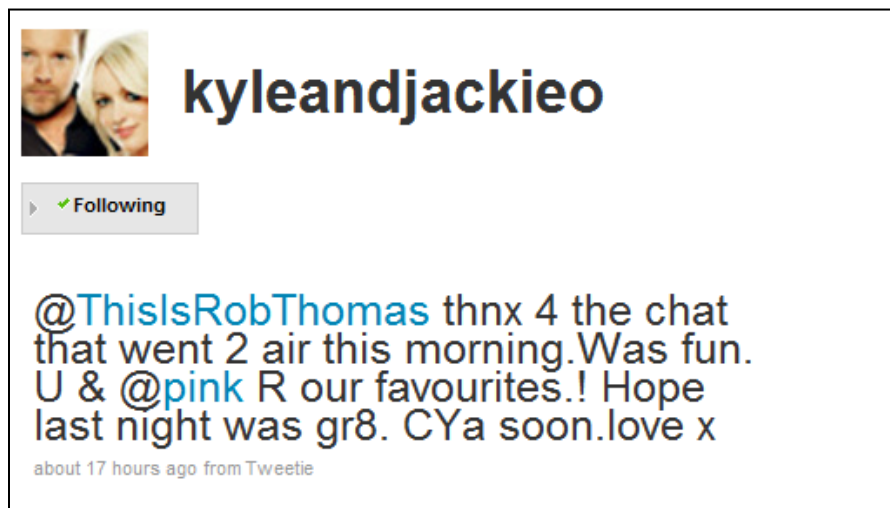 kyleandjackieo
Following
@ThisIsRobThomas thnx 4 the chat
that went 2 air this morning.Was fun.
U & @pink R our favourites.! Hope
last night was gr8. CYa soon.love x
about 17 hours ago from Tweetie